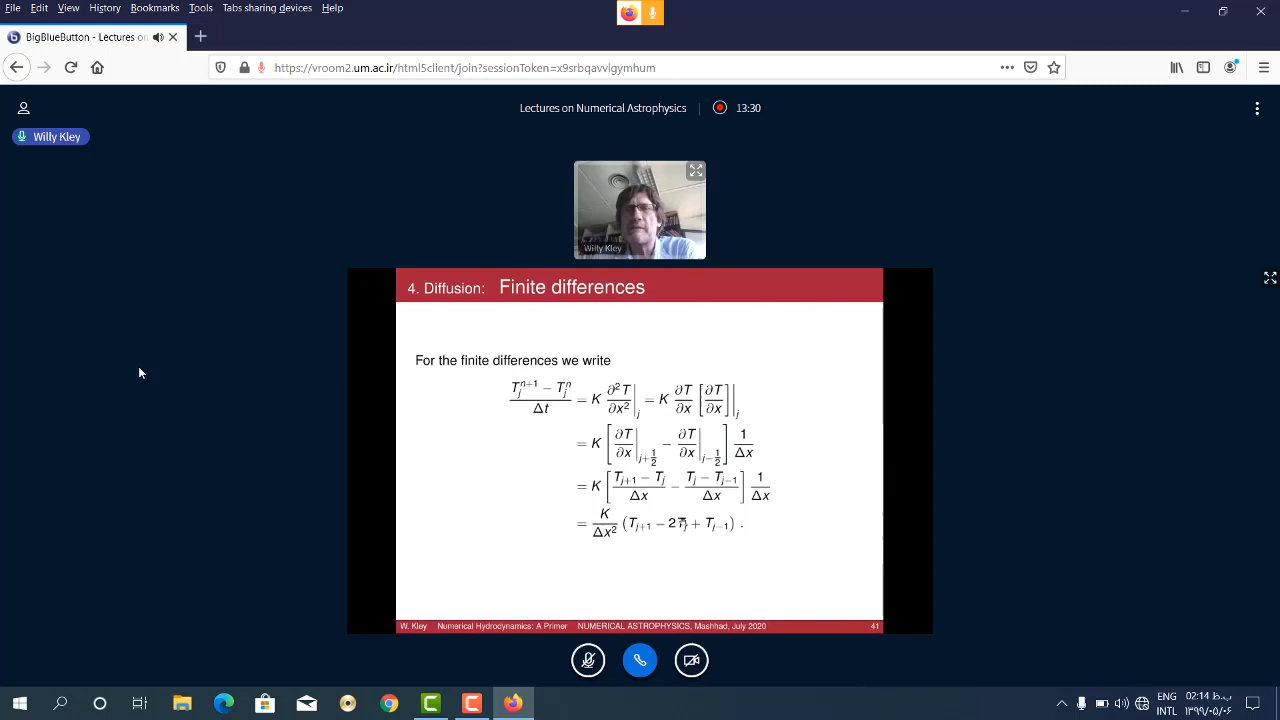 File Edit View History Bookmarks Tools Tabs sharing devices Help
BigBlueButton - Lectures on
https://vroom2.um.ac.ir/html5client/join?sessionToken=x9srbqavvlgymhum
Lectures on Numerical Astrophysics 13:30
Willy Kley
Willy Kley
4. Diffusion: Finite differences
For the finite differences we write
(T_j^{n+1} − T_j^n)/Δt = K ∂²T/∂x²|_j = K ∂T/∂x [∂T/∂x]|_j
= K [∂T/∂x|_{j+1/2} − ∂T/∂x|_{j−1/2}] 1/Δx
= K [(T_{j+1} − T_j)/Δx − (T_j − T_{j−1})/Δx] 1/Δx
= K/Δx² (T_{j+1} − 2T_j + T_{j−1}) .
W. Kley Numerical Hydrodynamics: A Primer NUMERICAL ASTROPHYSICS, Mashhad, July 2020 41
ENG 02:14 ب.ظ
INTL ۱۳۹۹/۰۵/۰۶